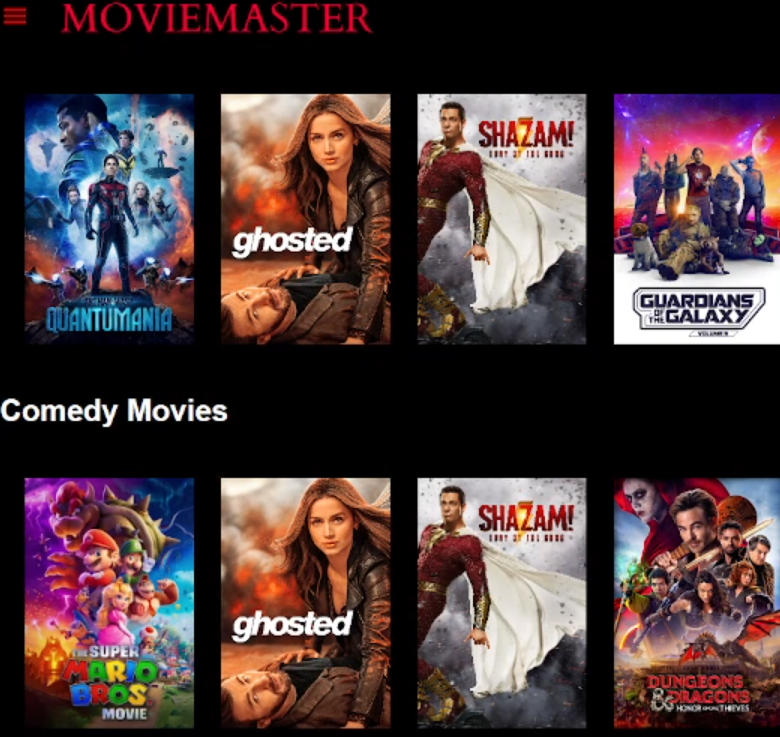 MOVIEMASTER
QUANTUMANIA
ghosted
SHAZAM!
FURY OF THE GODS
GUARDIANS
OF THE GALAXY
VOLUME 3
Comedy Movies
THE SUPER
MARIO
BROS
MOVIE
ghosted
SHAZAM!
FURY OF THE GODS
DUNGEONS
& DRAGONS
HONOR AMONG THIEVES